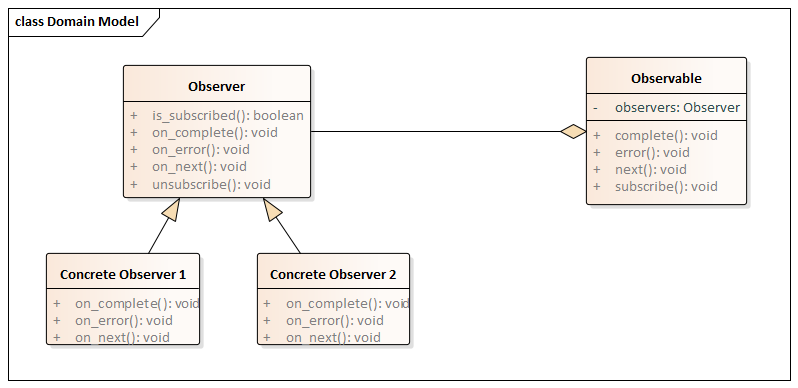 class Domain Model
Observer
+ is_subscribed(): boolean
+ on_complete(): void
+ on_error(): void
+ on_next(): void
+ unsubscribe(): void
Observable
- observers: Observer
+ complete(): void
+ error(): void
+ next(): void
+ subscribe(): void
Concrete Observer 1
+ on_complete(): void
+ on_error(): void
+ on_next(): void
Concrete Observer 2
+ on_complete(): void
+ on_error(): void
+ on_next(): void